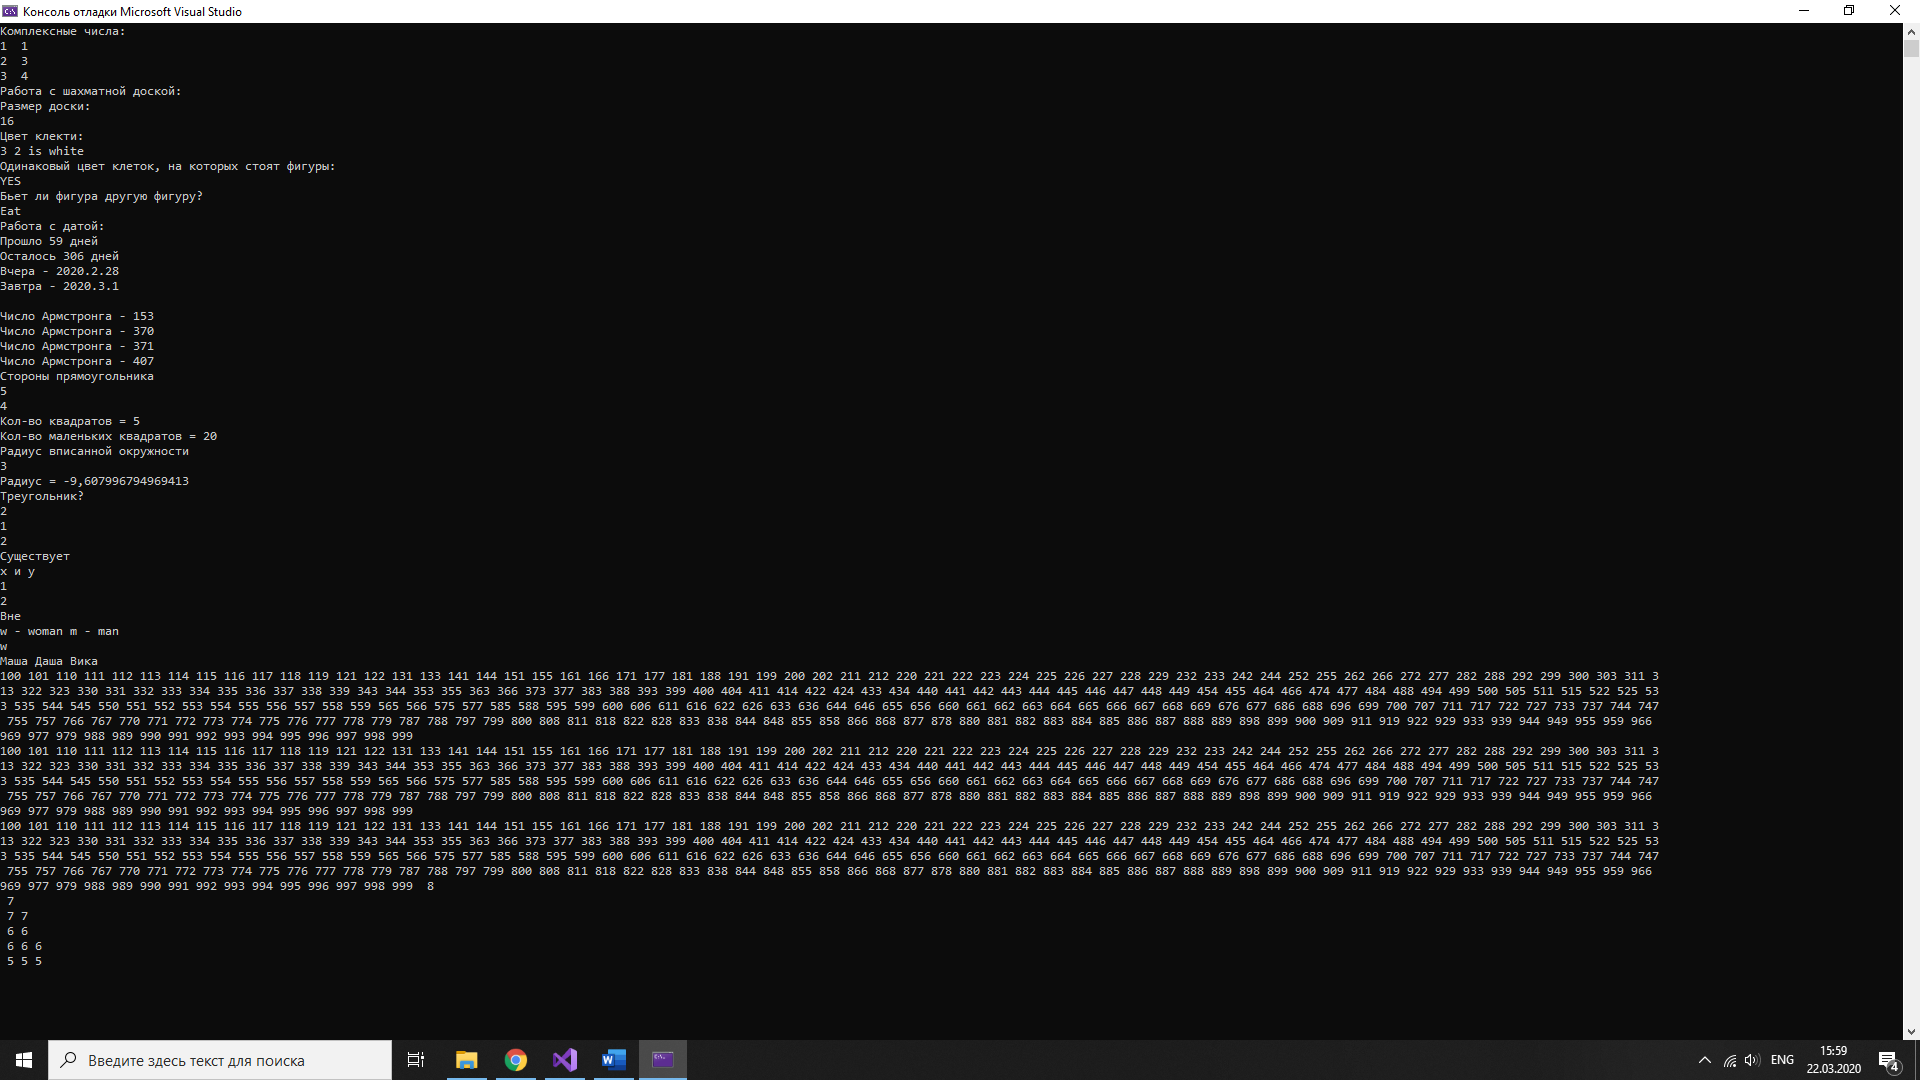 Консоль отладки Microsoft Visual Studio
Комплексные числа:
1  1
2  3
3  4
Работа с шахматной доской:
Размер доски:
16
Цвет клекти:
3 2 is white
Одинаковый цвет клеток, на которых стоят фигуры:
YES
Бьет ли фигура другую фигуру?
Eat
Работа с датой:
Прошло 59 дней
Осталось 306 дней
Вчера - 2020.2.28
Завтра - 2020.3.1
Число Армстронга - 153
Число Армстронга - 370
Число Армстронга - 371
Число Армстронга - 407
Стороны прямоугольника
5
4
Кол-во квадратов = 5
Кол-во маленьких квадратов = 20
Радиус вписанной окружности
3
Радиус = -9,607996794969413
Треугольник?
2
1
2
Существует
x и y
1
2
Вне
w - woman m - man
w
Маша Даша Вика
100 101 110 111 112 113 114 115 116 117 118 119 121 122 131 133 141 144 151 155 161 166 171 177 181 188 191 199 200 202 211 212 220 221 222 223 224 225 226 227 228 229 232 233 242 244 252 255 262 266 272 277 282 288 292 299 300 303 311 3
13 322 323 330 331 332 333 334 335 336 337 338 339 343 344 353 355 363 366 373 377 383 388 393 399 400 404 411 414 422 424 433 434 440 441 442 443 444 445 446 447 448 449 454 455 464 466 474 477 484 488 494 499 500 505 511 515 522 525 53
3 535 544 545 550 551 552 553 554 555 556 557 558 559 565 566 575 577 585 588 595 599 600 606 611 616 622 626 633 636 644 646 655 656 660 661 662 663 664 665 666 667 668 669 676 677 686 688 696 699 700 707 711 717 722 727 733 737 744 747
755 757 766 767 770 771 772 773 774 775 776 777 778 779 787 788 797 799 800 808 811 818 822 828 833 838 844 848 855 858 866 868 877 878 880 881 882 883 884 885 886 887 888 889 898 899 900 909 911 919 922 929 933 939 944 949 955 959 966
969 977 979 988 989 990 991 992 993 994 995 996 997 998 999
100 101 110 111 112 113 114 115 116 117 118 119 121 122 131 133 141 144 151 155 161 166 171 177 181 188 191 199 200 202 211 212 220 221 222 223 224 225 226 227 228 229 232 233 242 244 252 255 262 266 272 277 282 288 292 299 300 303 311 3
13 322 323 330 331 332 333 334 335 336 337 338 339 343 344 353 355 363 366 373 377 383 388 393 399 400 404 411 414 422 424 433 434 440 441 442 443 444 445 446 447 448 449 454 455 464 466 474 477 484 488 494 499 500 505 511 515 522 525 53
3 535 544 545 550 551 552 553 554 555 556 557 558 559 565 566 575 577 585 588 595 599 600 606 611 616 622 626 633 636 644 646 655 656 660 661 662 663 664 665 666 667 668 669 676 677 686 688 696 699 700 707 711 717 722 727 733 737 744 747
755 757 766 767 770 771 772 773 774 775 776 777 778 779 787 788 797 799 800 808 811 818 822 828 833 838 844 848 855 858 866 868 877 878 880 881 882 883 884 885 886 887 888 889 898 899 900 909 911 919 922 929 933 939 944 949 955 959 966
969 977 979 988 989 990 991 992 993 994 995 996 997 998 999
100 101 110 111 112 113 114 115 116 117 118 119 121 122 131 133 141 144 151 155 161 166 171 177 181 188 191 199 200 202 211 212 220 221 222 223 224 225 226 227 228 229 232 233 242 244 252 255 262 266 272 277 282 288 292 299 300 303 311 3
13 322 323 330 331 332 333 334 335 336 337 338 339 343 344 353 355 363 366 373 377 383 388 393 399 400 404 411 414 422 424 433 434 440 441 442 443 444 445 446 447 448 449 454 455 464 466 474 477 484 488 494 499 500 505 511 515 522 525 53
3 535 544 545 550 551 552 553 554 555 556 557 558 559 565 566 575 577 585 588 595 599 600 606 611 616 622 626 633 636 644 646 655 656 660 661 662 663 664 665 666 667 668 669 676 677 686 688 696 699 700 707 711 717 722 727 733 737 744 747
755 757 766 767 770 771 772 773 774 775 776 777 778 779 787 788 797 799 800 808 811 818 822 828 833 838 844 848 855 858 866 868 877 878 880 881 882 883 884 885 886 887 888 889 898 899 900 909 911 919 922 929 933 939 944 949 955 959 966
969 977 979 988 989 990 991 992 993 994 995 996 997 998 999  8
7
7 7
6 6
6 6 6
5 5 5
Введите здесь текст для поиска
ENG
15:59
22.03.2020
4